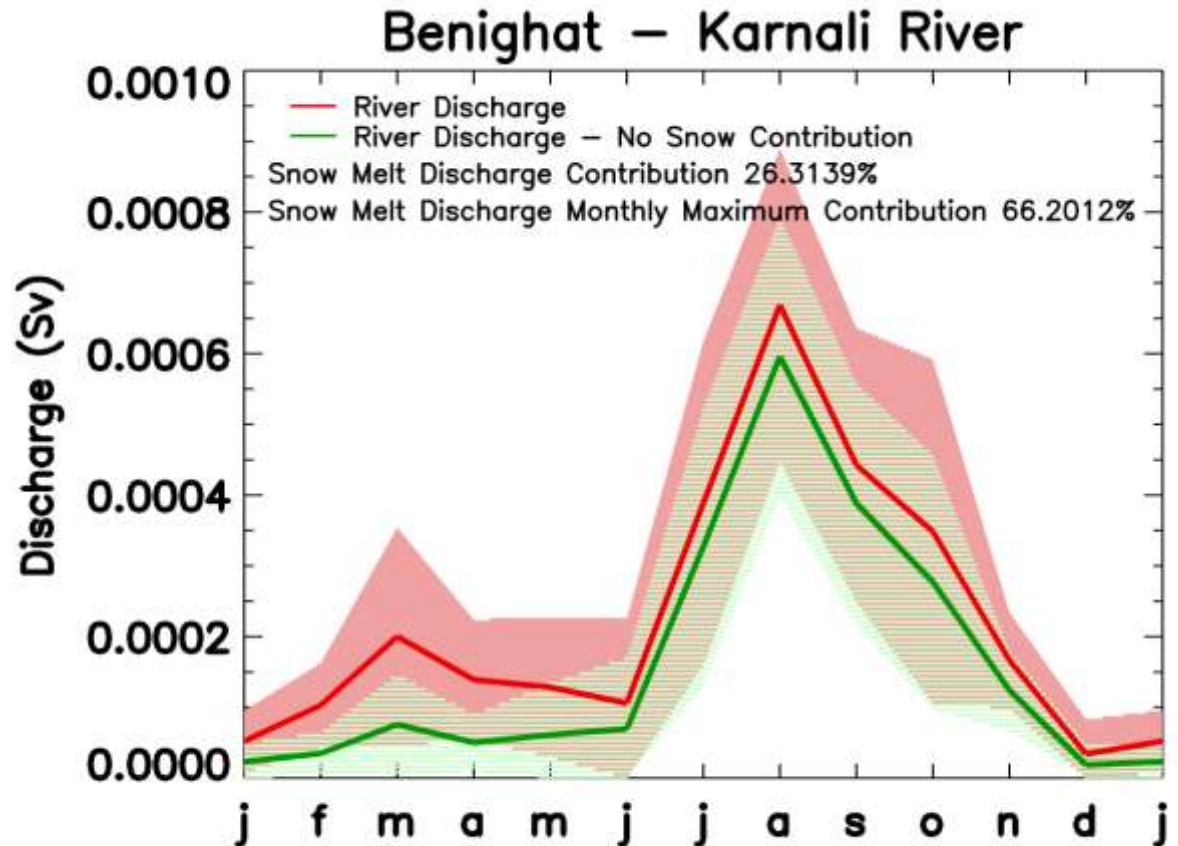 Benighat – Karnali River
0.0010
River Discharge
River Discharge – No Snow Contribution
Snow Melt Discharge Contribution 26.3139%
0.0008
Snow Melt Discharge Monthly Maximum Contribution 66.2012%
Discharge (Sv)
0.0006
0.0004
0.0002
0.0000
j f m a m j j a s o n d j